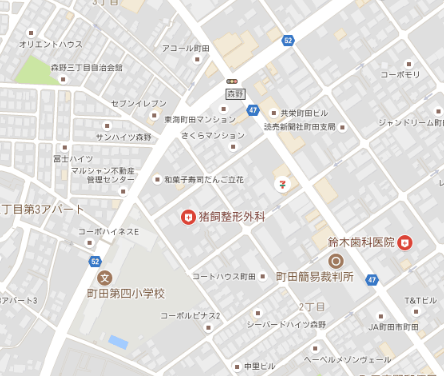 3丁目
オリエントハウス
アコール町田
52
森野三丁目自治会館
コーポモリ
セブンイレブン
森野
47
共栄町田ビル
東海町田マンション
読売新聞社町田支局
ジャンドリーム町田
サンハイツ森野
さくらマンション
富士ハイツ
マルシャン不動産
管理センター
和菓子寿司だんご立花
丁目第3アパート
猪飼整形外科
コーポハイネスE
鈴木歯科医院
52
町田第四小学校
コートハウス町田
町田簡易裁判所
47
アパート3
2丁目
T&Tビル
コーポルピナス2
シーバードハイツ森野
JA町田市町田
ヘーベルメゾンヴェール
中里ビル